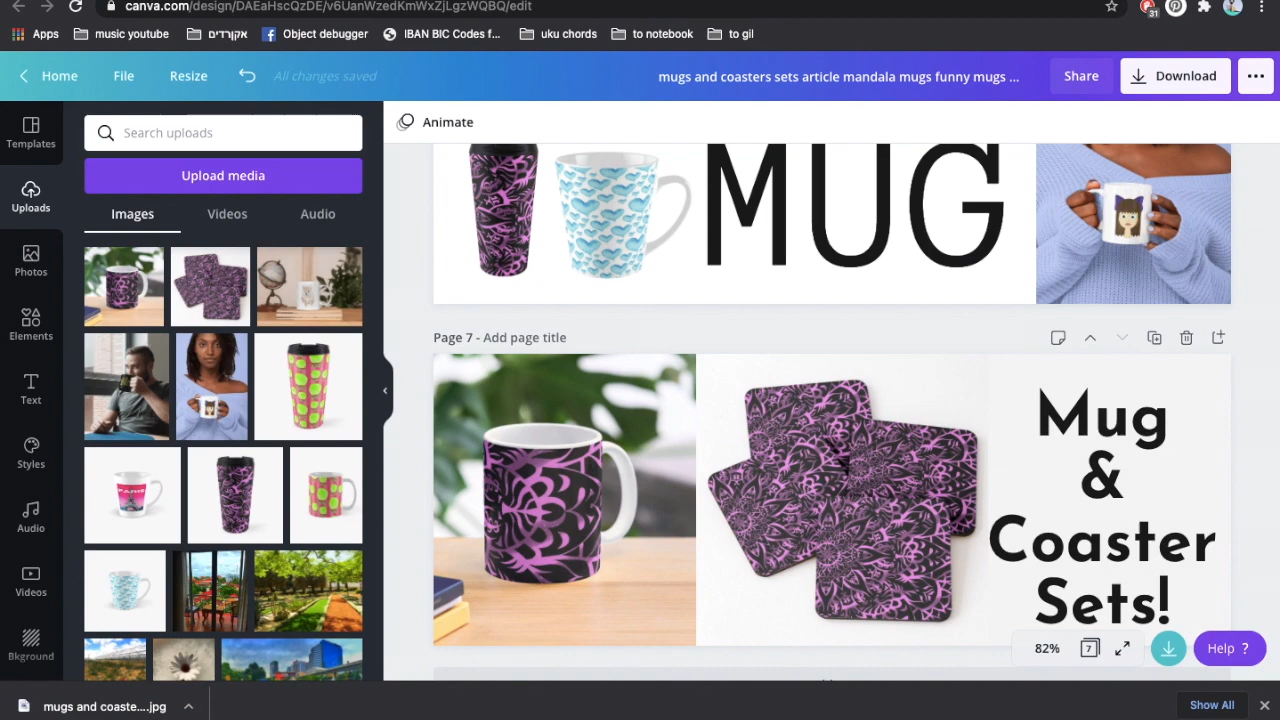 canva.com/design/DAEaHscQzDE/v6UanWzedKmWxZjLgzWQBQ/edit
31
Apps
music youtube
אקורדים
Object debugger
IBAN BIC Codes f...
uku chords
to notebook
to gil
Home
File
Resize
All changes saved
mugs and coasters sets article mandala mugs funny mugs ...
Share
Download
Templates
Uploads
Photos
Elements
Text
Styles
Audio
Videos
Bkground
Search uploads
Upload media
Images
Videos
Audio
PARIS
Animate
MUG
Page 7 - Add page title
Mug
&
Coaster
Sets!
82%
7
Help ?
mugs and coaste....jpg
Show All